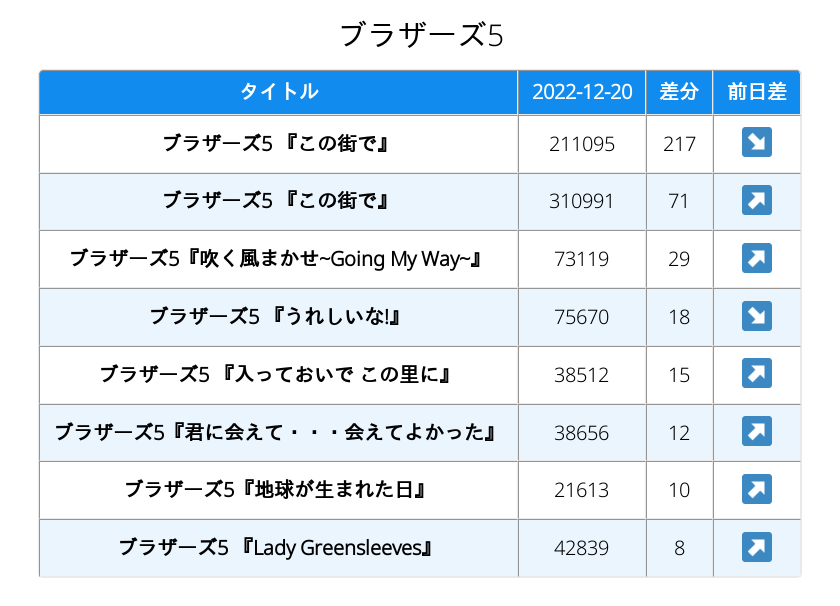 ブラザーズ5
タイトル 2022-12-20 差分 前日差
ブラザーズ5 『この街で』 211095 217 ↘
ブラザーズ5 『この街で』 310991 71 ↗
ブラザーズ5『吹く風まかせ~Going My Way~』 73119 29 ↗
ブラザーズ5 『うれしいな!』 75670 18 ↘
ブラザーズ5 『入っておいで この里に』 38512 15 ↗
ブラザーズ5『君に会えて・・・会えてよかった』 38656 12 ↗
ブラザーズ5『地球が生まれた日』 21613 10 ↗
ブラザーズ5 『Lady Greensleeves』 42839 8 ↗